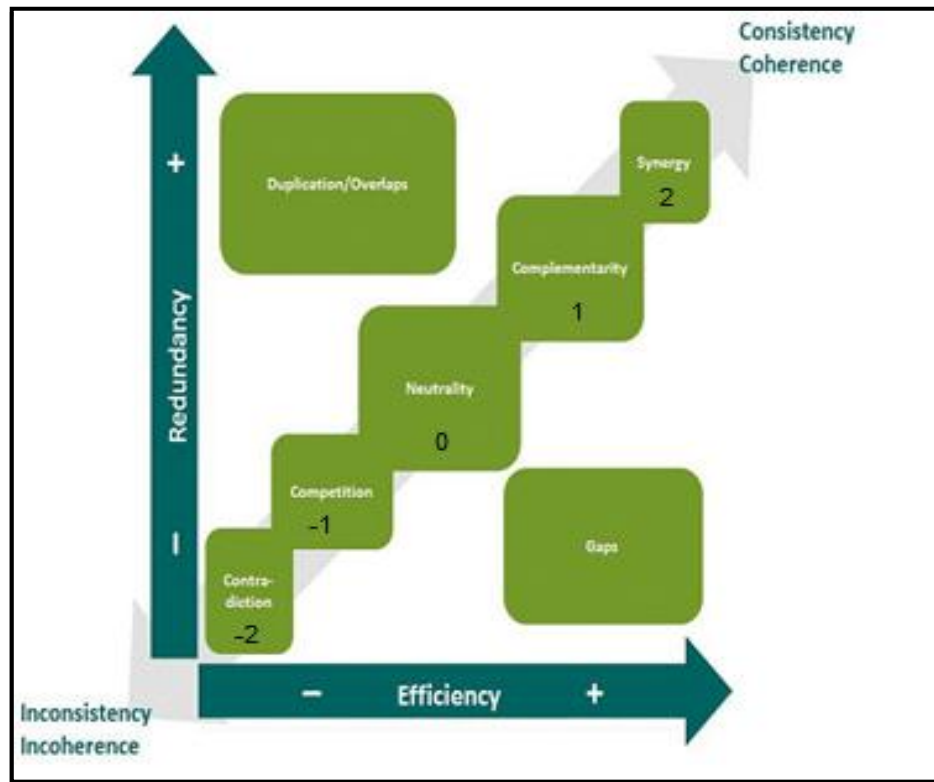 Consistency
Coherence
+
Duplication/Overlaps
Synergy
2
Complementarity
1
Redundancy
Neutrality
0
Competition
-1
Gaps
–
Contra-
diction
-2
– Efficiency +
Inconsistency
Incoherence